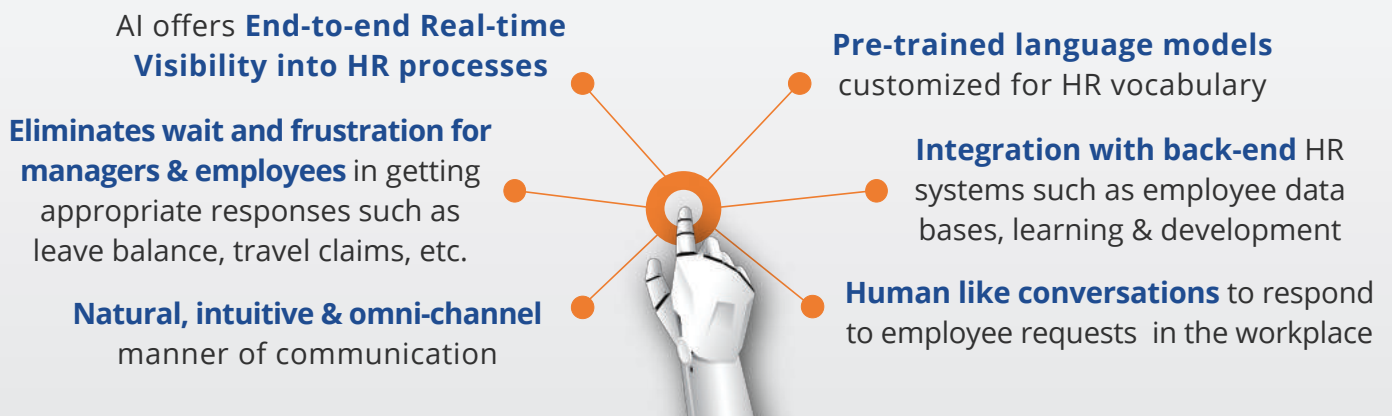 AI offers End-to-end Real-time
Visibility into HR processes
Eliminates wait and frustration for
managers & employees in getting
appropriate responses such as
leave balance, travel claims, etc.
Natural, intuitive & omni-channel
manner of communication
Pre-trained language models
customized for HR vocabulary
Integration with back-end HR
systems such as employee data
bases, learning & development
Human like conversations to respond
to employee requests in the workplace